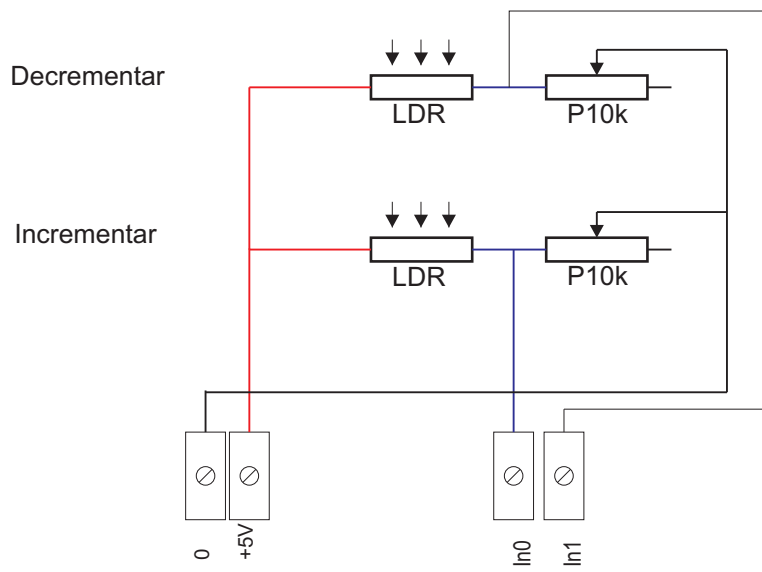 Decrementar
LDR
P10k
Incrementar
LDR
P10k
0
+5V
In0
In1